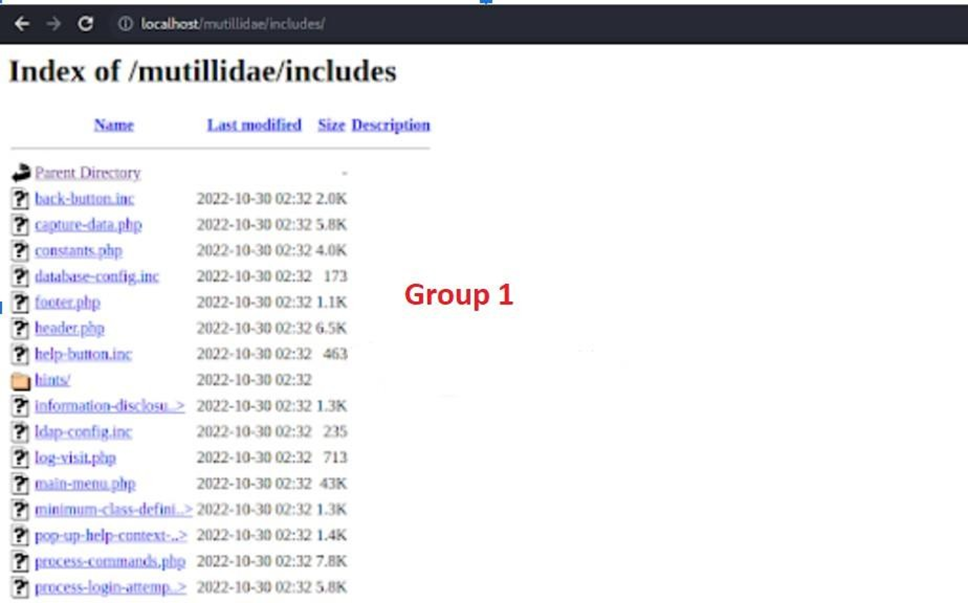 localhost/mutillidae/includes/
Index of /mutillidae/includes
Name Last modified Size Description
Parent Directory -
back-button.inc 2022-10-30 02:32 2.0K
capture-data.php 2022-10-30 02:32 5.8K
constants.php 2022-10-30 02:32 4.0K
database-config.inc 2022-10-30 02:32 173
Group 1
footer.php 2022-10-30 02:32 1.1K
header.php 2022-10-30 02:32 6.5K
help-button.inc 2022-10-30 02:32 463
hints/ 2022-10-30 02:32
information-disclosu..> 2022-10-30 02:32 1.3K
ldap-config.inc 2022-10-30 02:32 235
log-visit.php 2022-10-30 02:32 713
main-menu.php 2022-10-30 02:32 43K
minimum-class-defini..> 2022-10-30 02:32 1.3K
pop-up-help-context-..> 2022-10-30 02:32 1.4K
process-commands.php 2022-10-30 02:32 7.8K
process-login-attemp..> 2022-10-30 02:32 5.8K